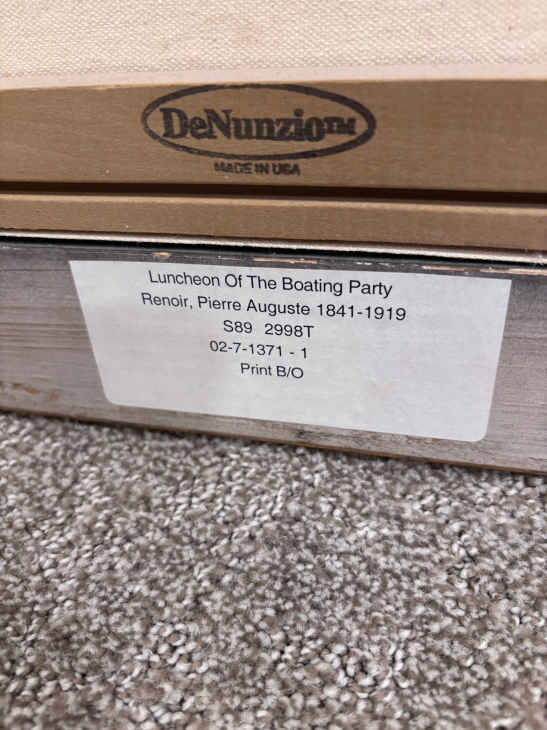 DeNunzio™
MADE IN USA
Luncheon Of The Boating Party
Renoir, Pierre Auguste 1841-1919
S89 2998T
02-7-1371 - 1
Print B/O